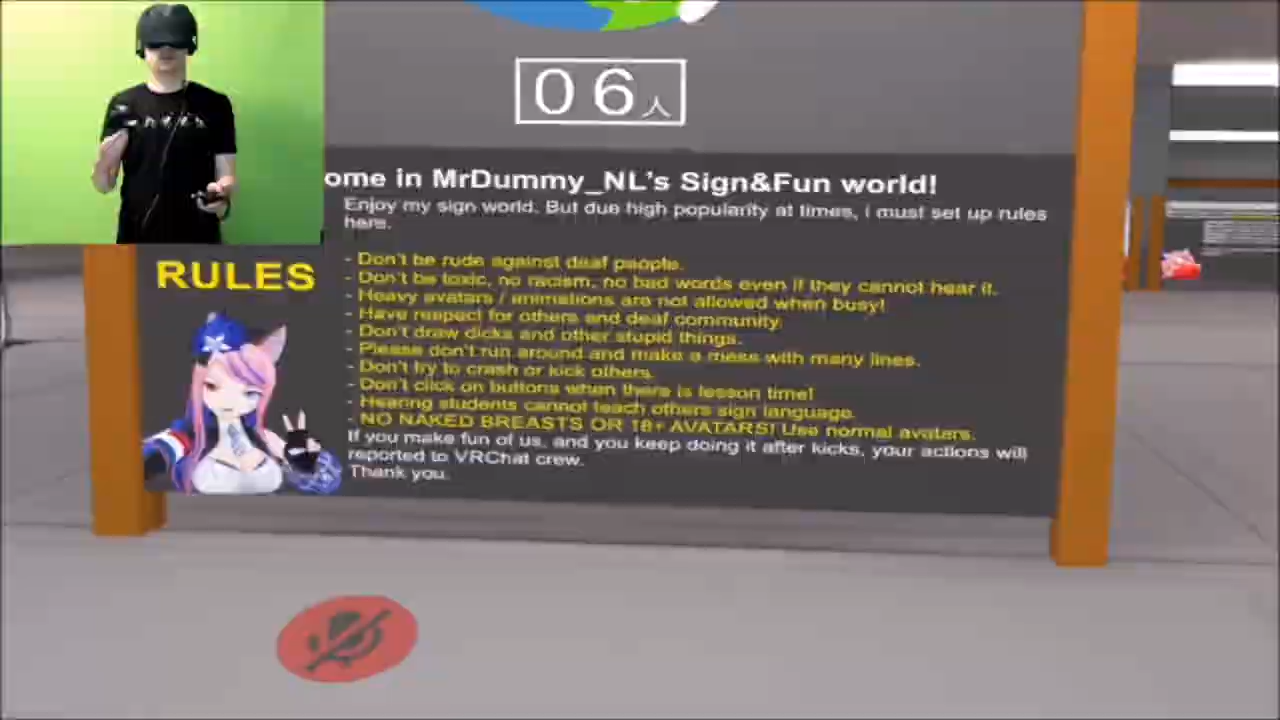 06人
ome in MrDummy_NL's Sign&Fun world!
Enjoy my sign world. But due high popularity at times, i must set up rules
here.
RULES
- Don't be rude against deaf people.
- Don't be toxic, no racism, no bad words even if they cannot hear it.
- Heavy avatars / animations are not allowed when busy!
- Have respect for others and deaf community.
- Don't draw dicks and other stupid things.
- Please don't run around and make a mess with many lines.
- Don't try to crash or kick others.
- Don't click on buttons when there is lesson time!
- Hearing students cannot teach others sign language.
- NO NAKED BREASTS OR 18+ AVATARS! Use normal avatars.
If you make fun of us, and you keep doing it after kicks, your actions will
reported to VRChat crew.
Thank you.